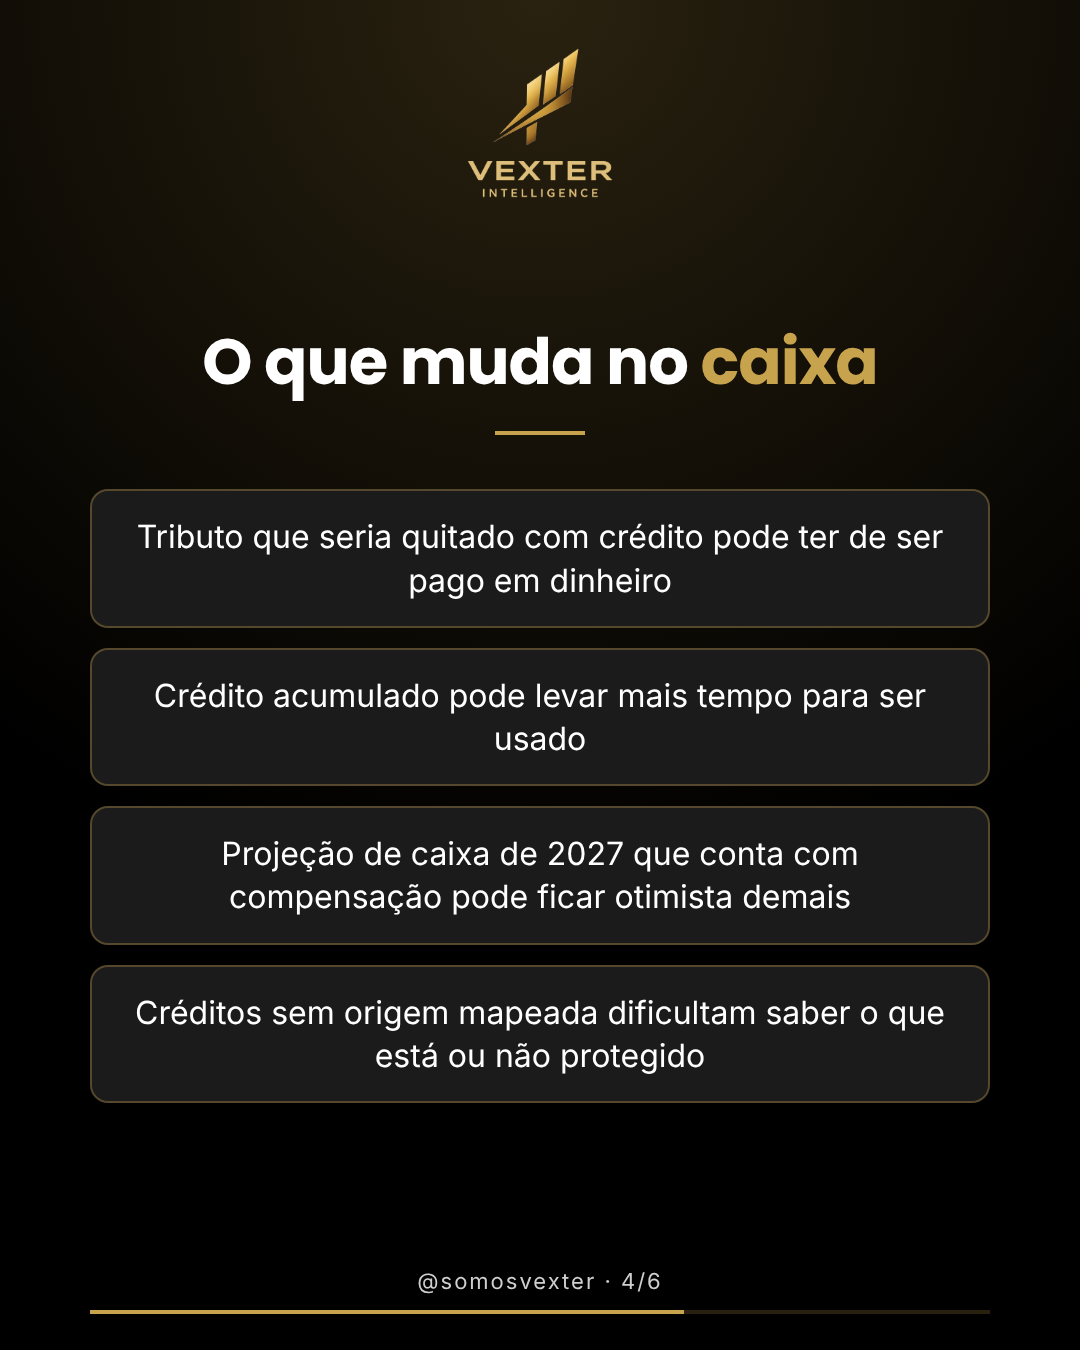 VEXTER
INTELLIGENCE
O que muda no caixa
Tributo que seria quitado com crédito pode ter de ser
pago em dinheiro
Crédito acumulado pode levar mais tempo para ser
usado
Projeção de caixa de 2027 que conta com
compensação pode ficar otimista demais
Créditos sem origem mapeada dificultam saber o que
está ou não protegido
@somosvexter · 4/6